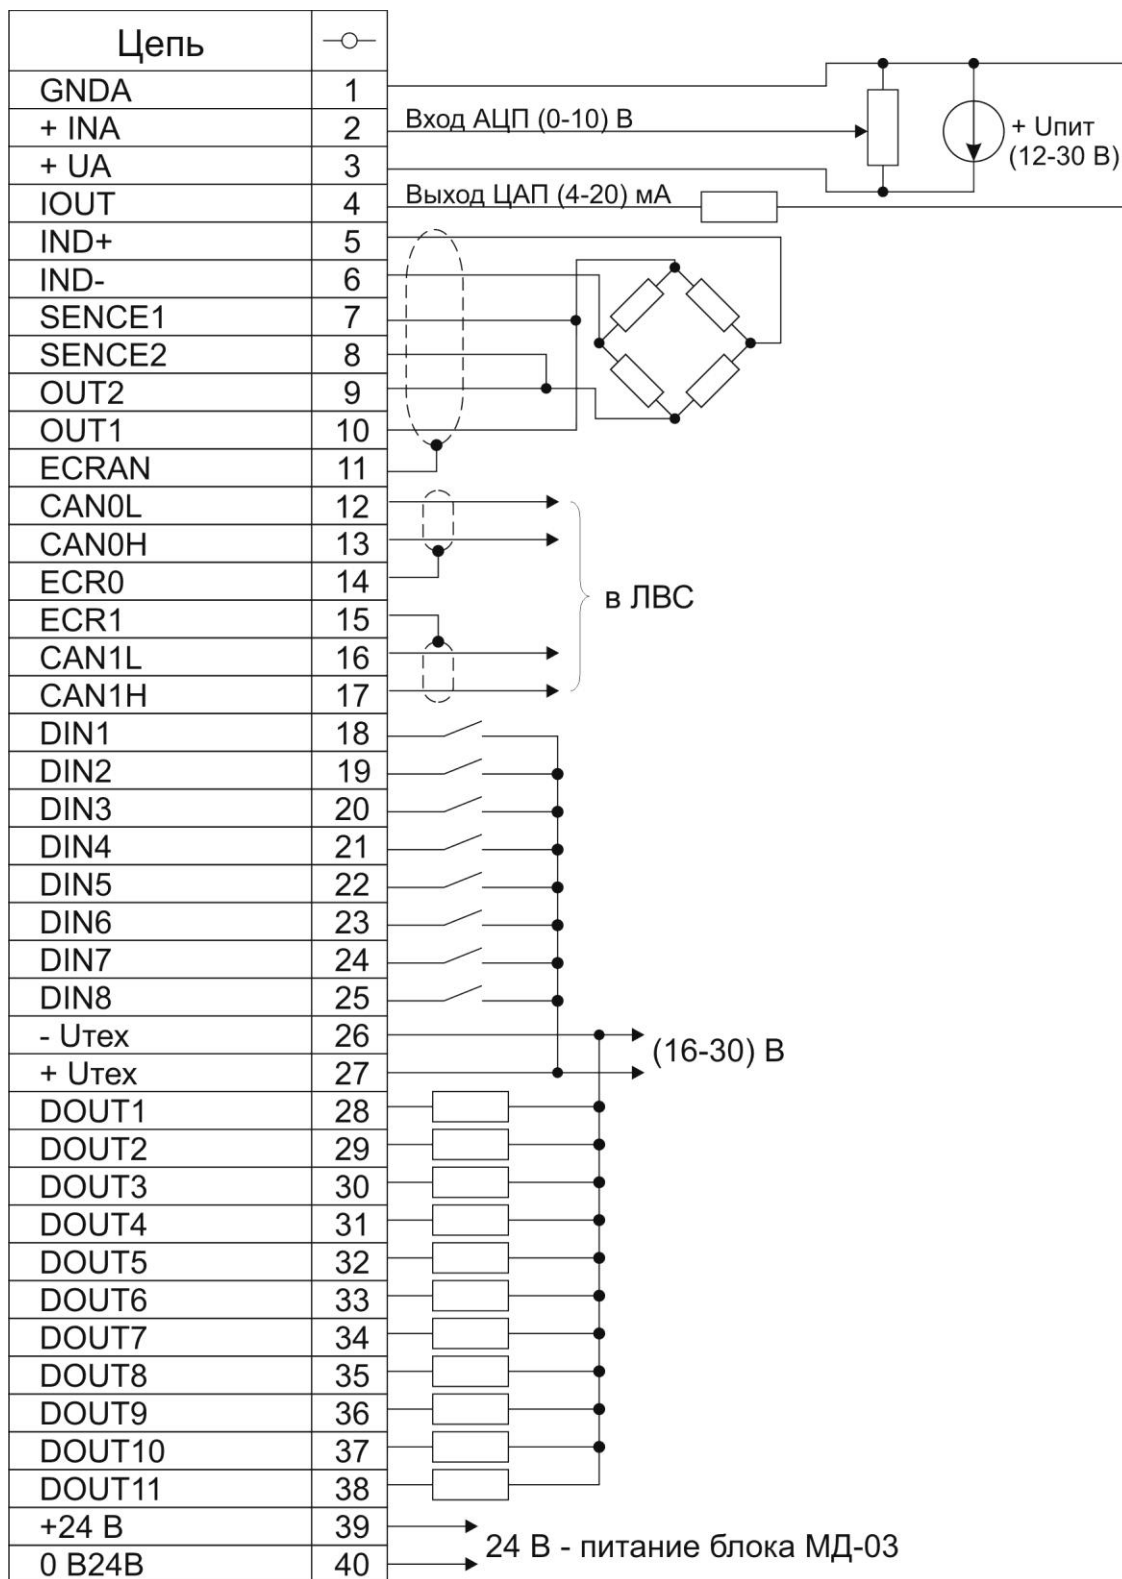 Цепь
GNDA 1
+ INA 2 Вход АЦП (0-10) В
+ Uпит
(12-30 В)
+ UA 3
IOUT 4 Выход ЦАП (4-20) мА
IND+ 5
IND- 6
SENCE1 7
SENCE2 8
OUT2 9
OUT1 10
ECRAN 11
CAN0L 12
CAN0H 13
ECR0 14
в ЛВС
ECR1 15
CAN1L 16
CAN1H 17
DIN1 18
DIN2 19
DIN3 20
DIN4 21
DIN5 22
DIN6 23
DIN7 24
DIN8 25
- Uтех 26
(16-30) В
+ Uтех 27
DOUT1 28
DOUT2 29
DOUT3 30
DOUT4 31
DOUT5 32
DOUT6 33
DOUT7 34
DOUT8 35
DOUT9 36
DOUT10 37
DOUT11 38
+24 В 39
24 В - питание блока МД-03
0 В24В 40